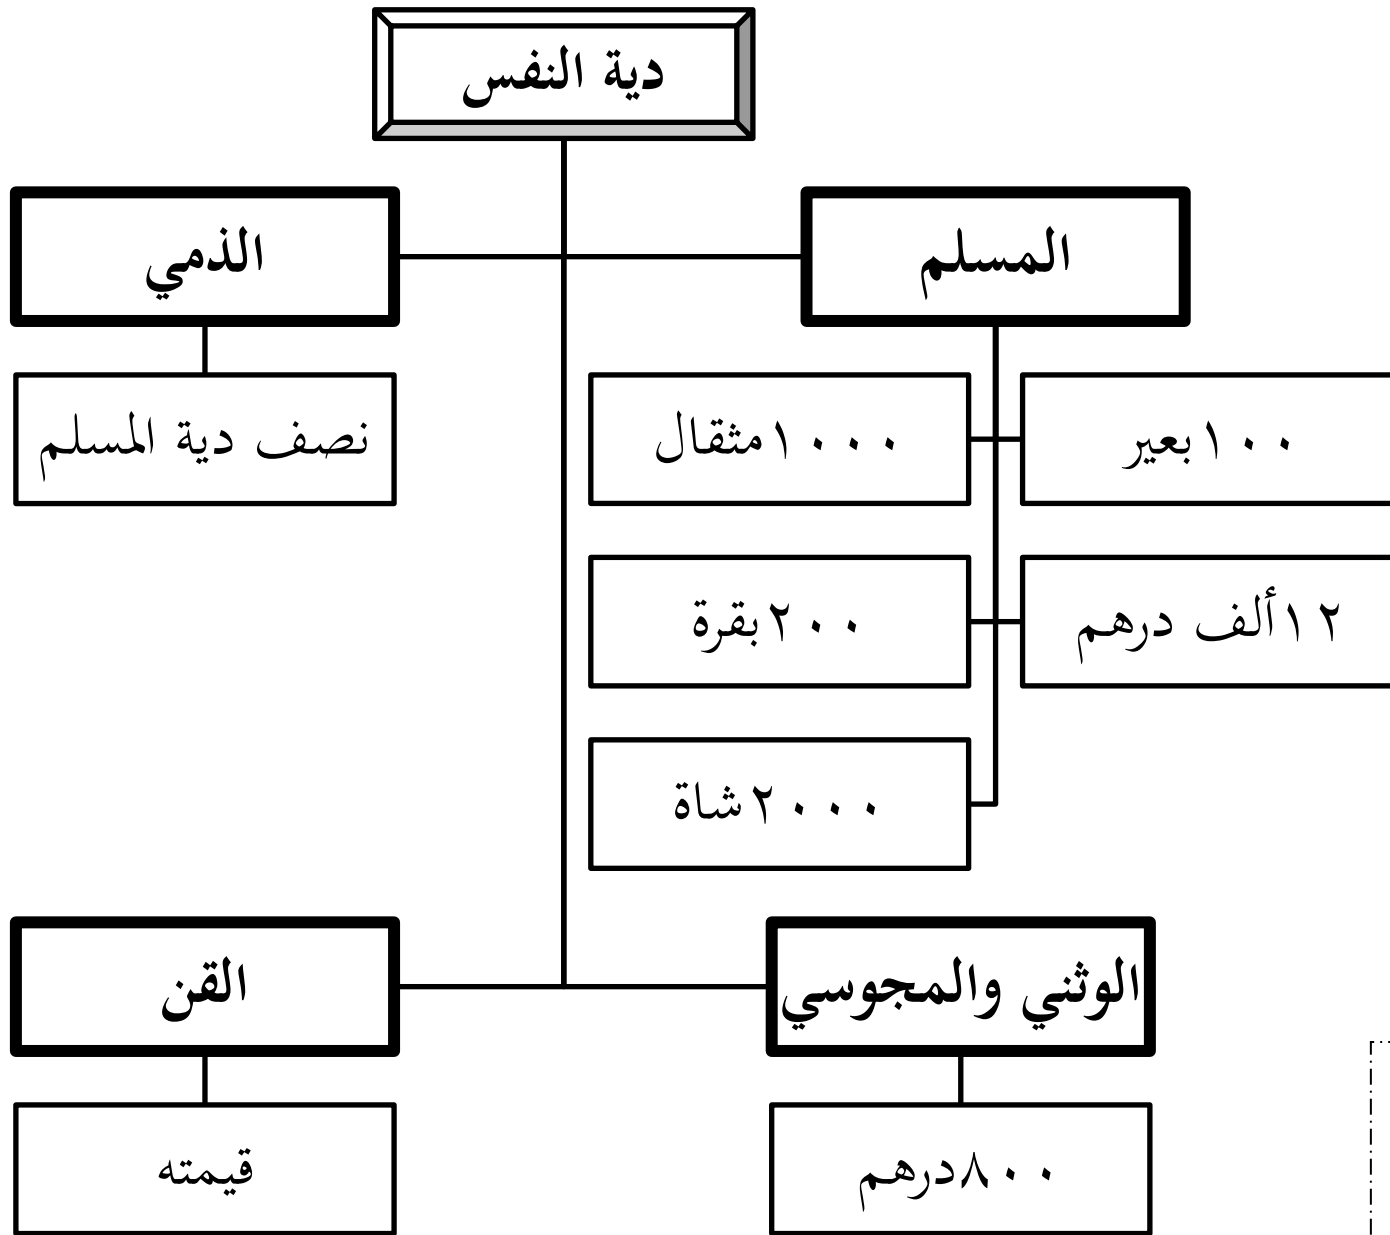 دية النفس
المسلم
الذمي
١٠٠بعير
١٠٠٠مثقال
نصف دية المسلم
١٢ألف درهم
٢٠٠بقرة
٢٠٠٠شاة
الوثني والمجوسي
القن
٨٠٠درهم
قيمته